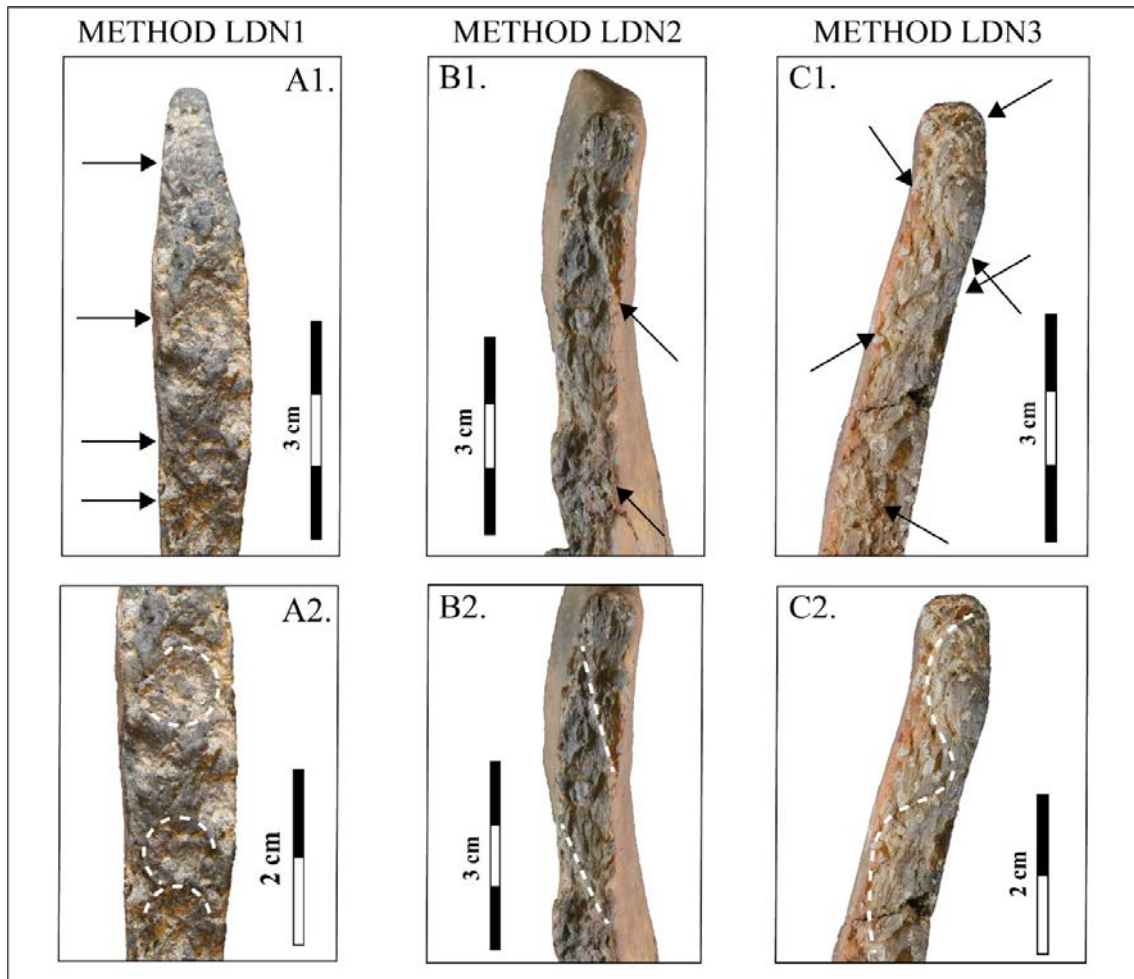 METHOD LDN1
METHOD LDN2
METHOD LDN3
A1.
B1.
C1.
3 cm
3 cm
3 cm
A2.
B2.
C2.
2 cm
3 cm
2 cm